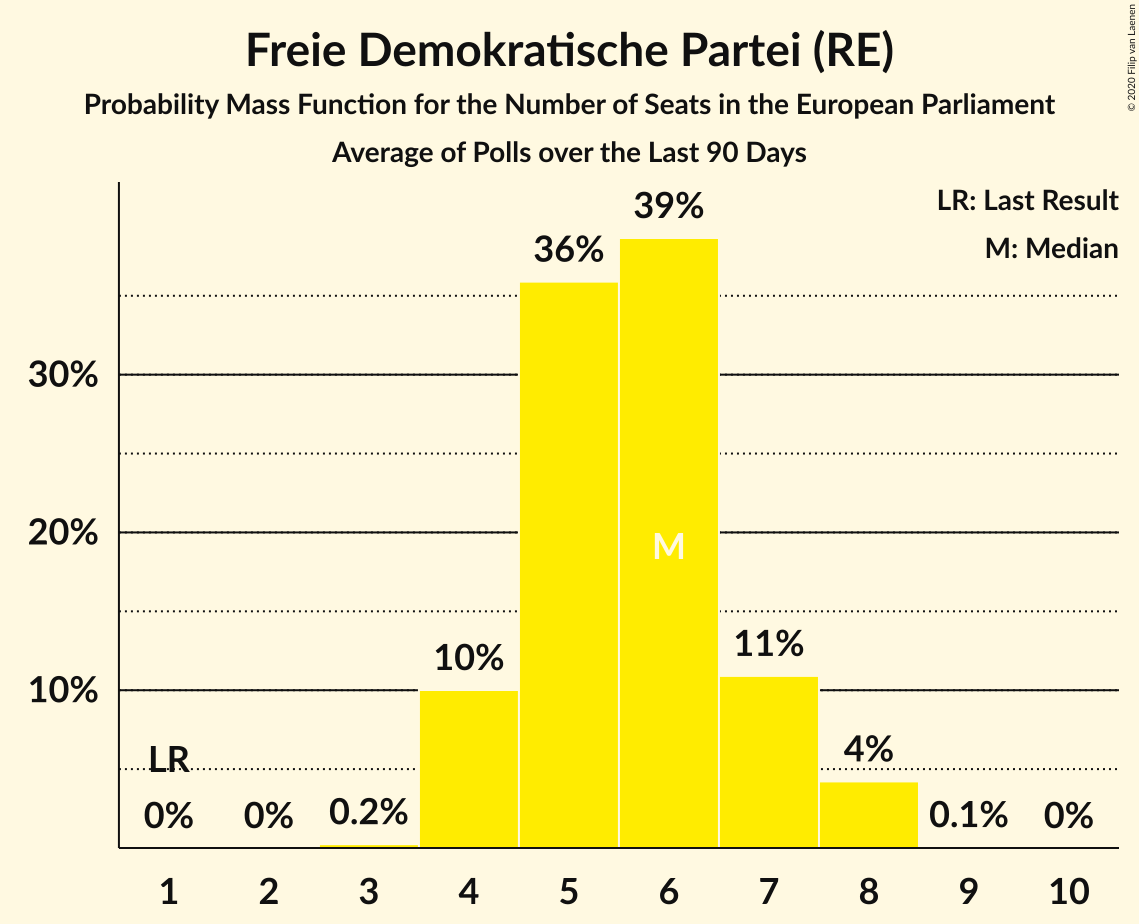 Freie Demokratische Partei (RE)
Probability Mass Function for the Number of Seats in the European Parliament
Average of Polls over the Last 90 Days
© 2020 Filip van Laenen
LR: Last Result
M: Median
39%
36%
30%
20%
M
11%
10%
10%
LR
4%
0%
0%
0.2%
0.1%
0%
1 2 3 4 5 6 7 8 9 10